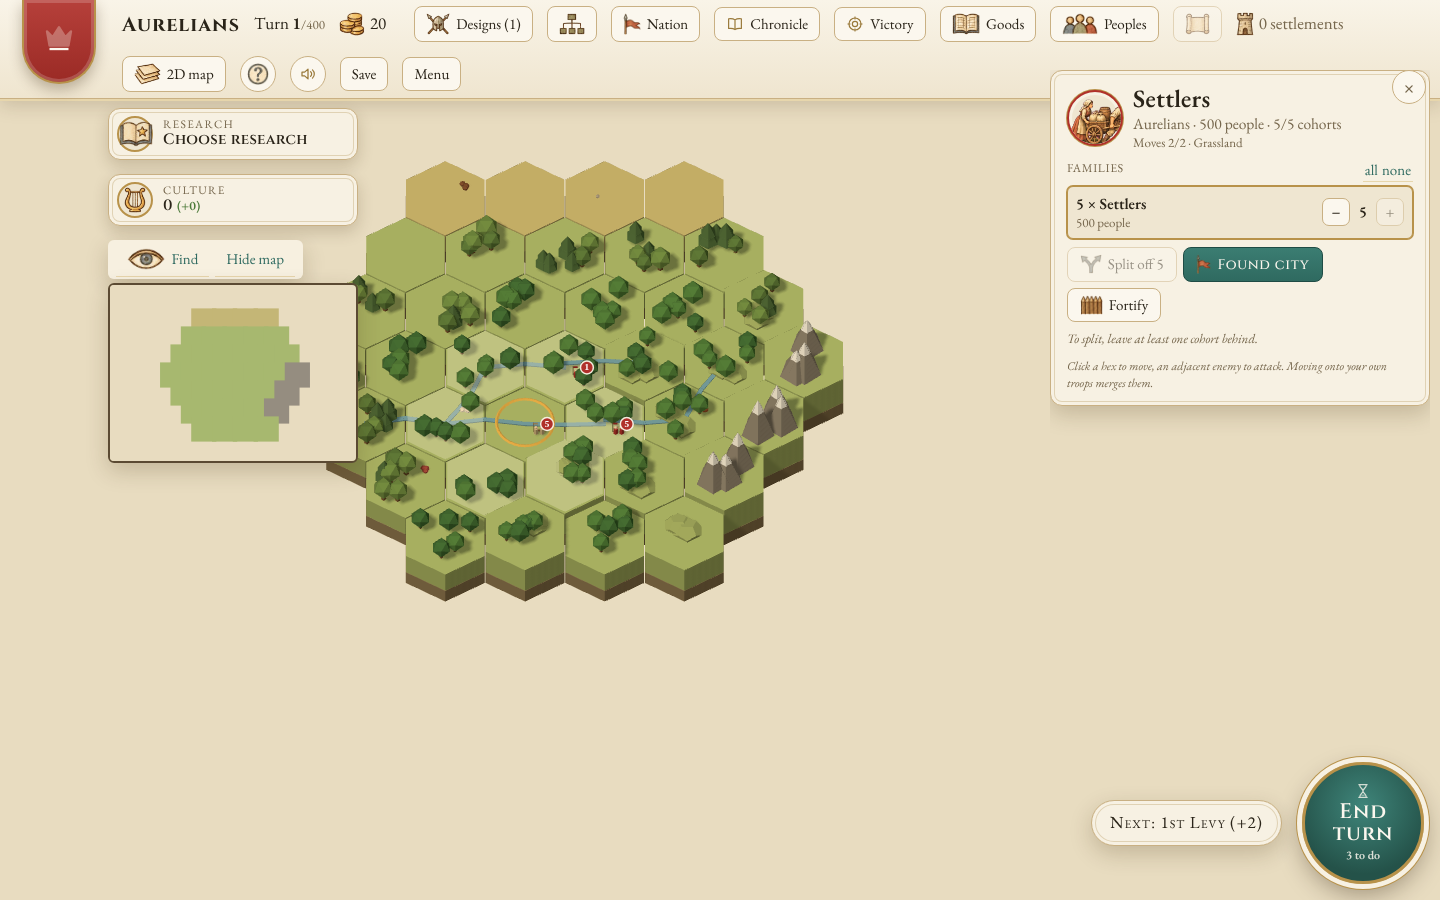 Aurelians Turn 1/400 20 Designs (1) Nation Chronicle Victory Goods Peoples 0 settlements
2D map ? Save Menu
Research
Choose research
Culture
0 (+0)
Find Hide map
1
5 5
×
Settlers
Aurelians · 500 people · 5/5 cohorts
Moves 2/2 · Grassland
Families all none
5 × Settlers
500 people
− 5 +
Split off 5 Found city
Fortify
To split, leave at least one cohort behind.
Click a hex to move, an adjacent enemy to attack. Moving onto your own
troops merges them.
Next: 1st Levy (+2)
End
turn
3 to do